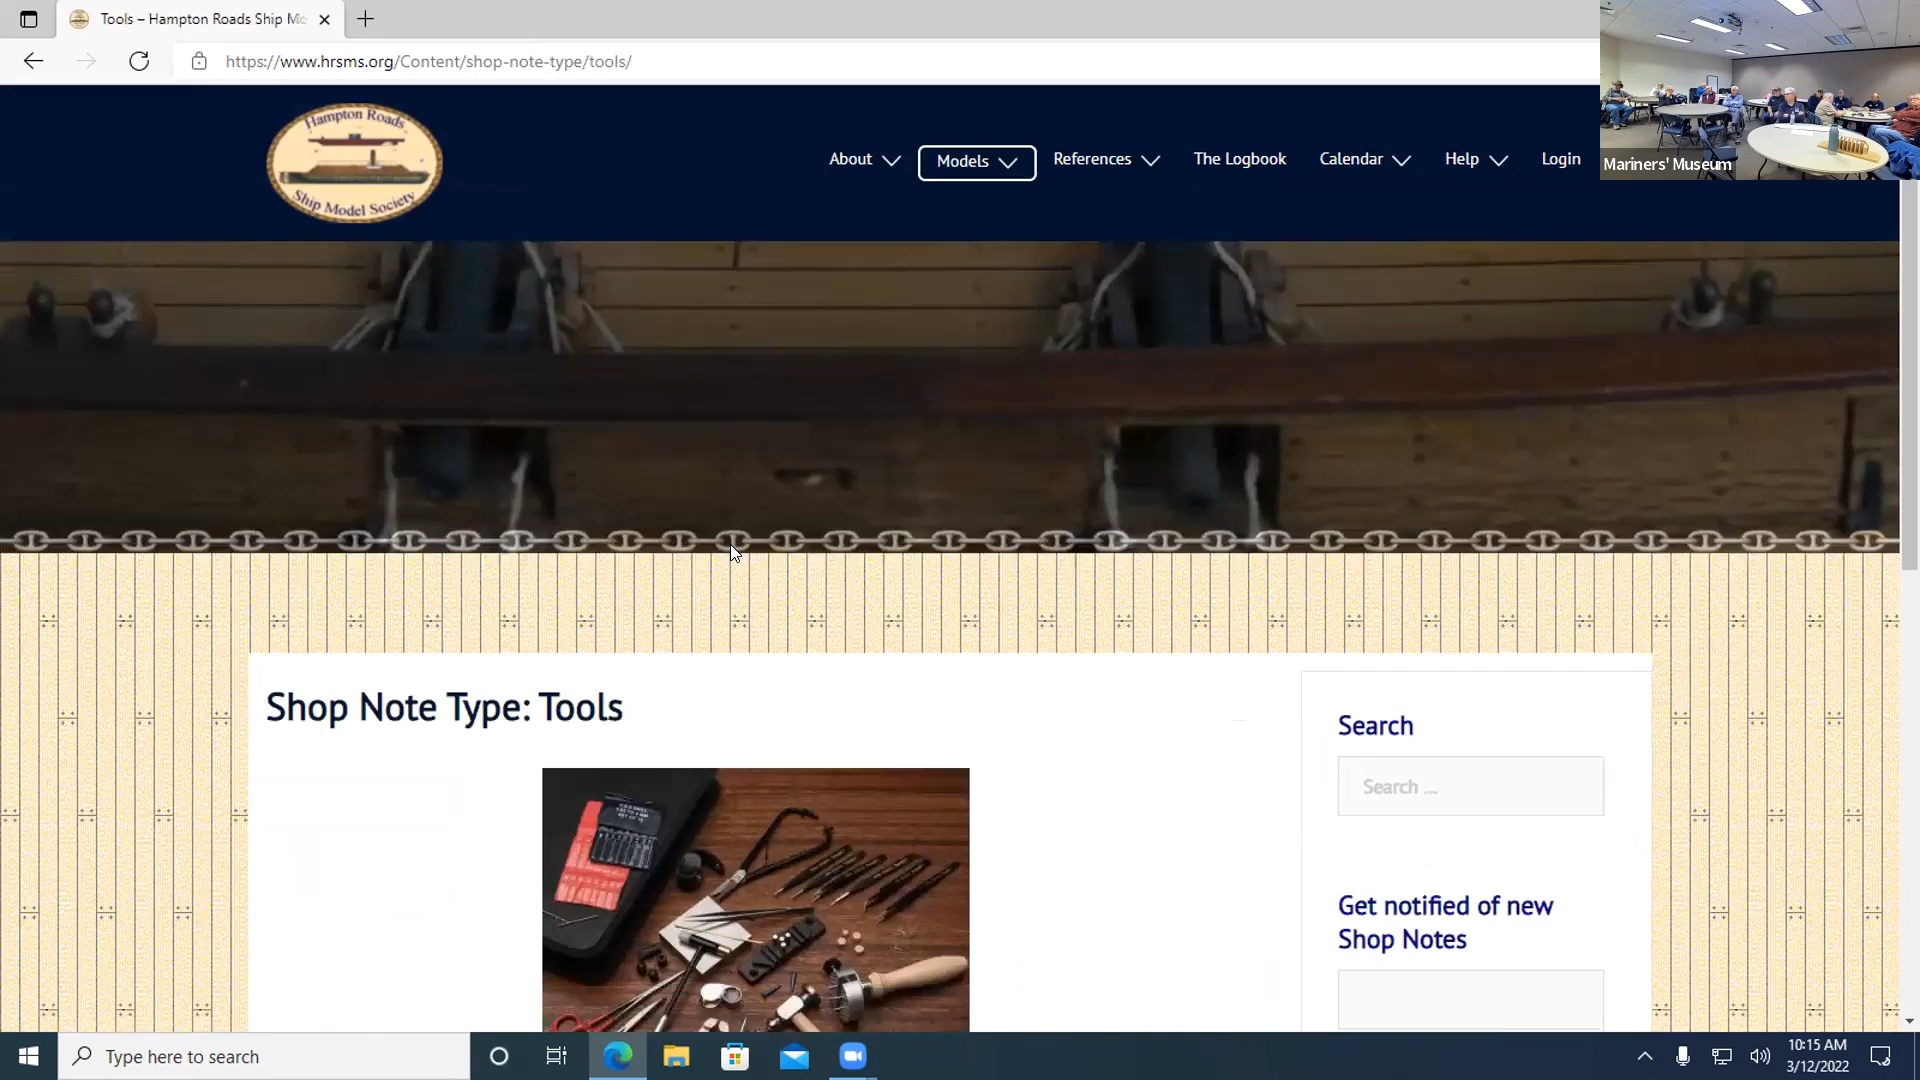 Tools – Hampton Roads Ship Mo
https://www.hrsms.org/Content/shop-note-type/tools/
Hampton Roads
Ship Model Society
About
Models
References
The Logbook
Calendar
Help
Login
Mariners' Museum
Shop Note Type: Tools
Search
Search ...
Get notified of new
Shop Notes
Type here to search
10:15 AM
3/12/2022